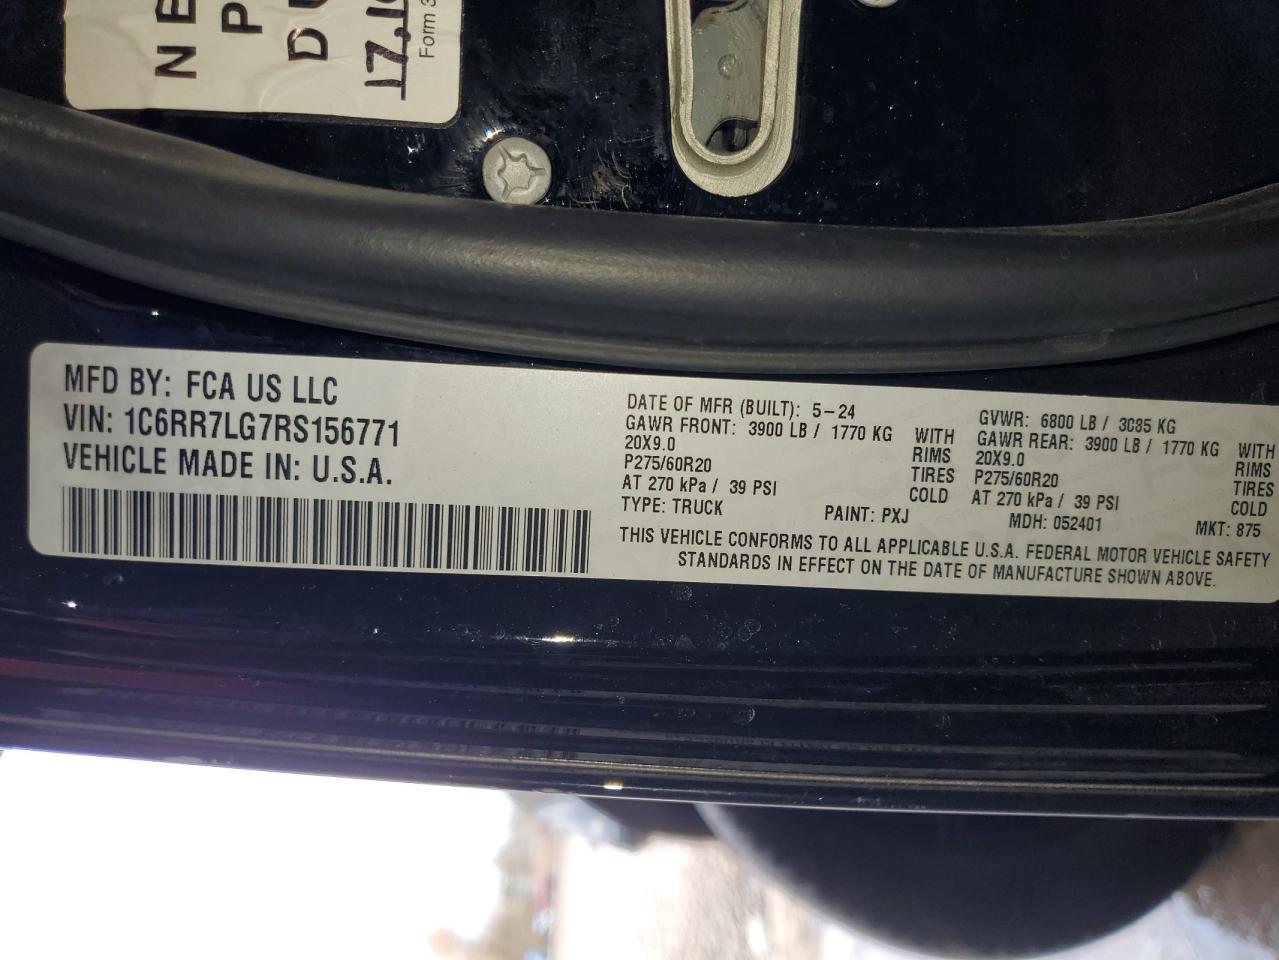 NE
P
DU
17,10
Form 3
MFD BY: FCA US LLC
VIN: 1C6RR7LG7RS156771
VEHICLE MADE IN: U.S.A.
DATE OF MFR (BUILT): 5-24
GAWR FRONT: 3900 LB / 1770 KG WITH
20X9.0 RIMS
P275/60R20 TIRES
AT 270 kPa / 39 PSI COLD
TYPE: TRUCK PAINT: PXJ
GVWR: 6800 LB / 3085 KG
GAWR REAR: 3900 LB / 1770 KG WITH
20X9.0 RIMS
P275/60R20 TIRES
AT 270 kPa / 39 PSI COLD
MDH: 052401 MKT: 875
THIS VEHICLE CONFORMS TO ALL APPLICABLE U.S.A. FEDERAL MOTOR VEHICLE SAFETY
STANDARDS IN EFFECT ON THE DATE OF MANUFACTURE SHOWN ABOVE.